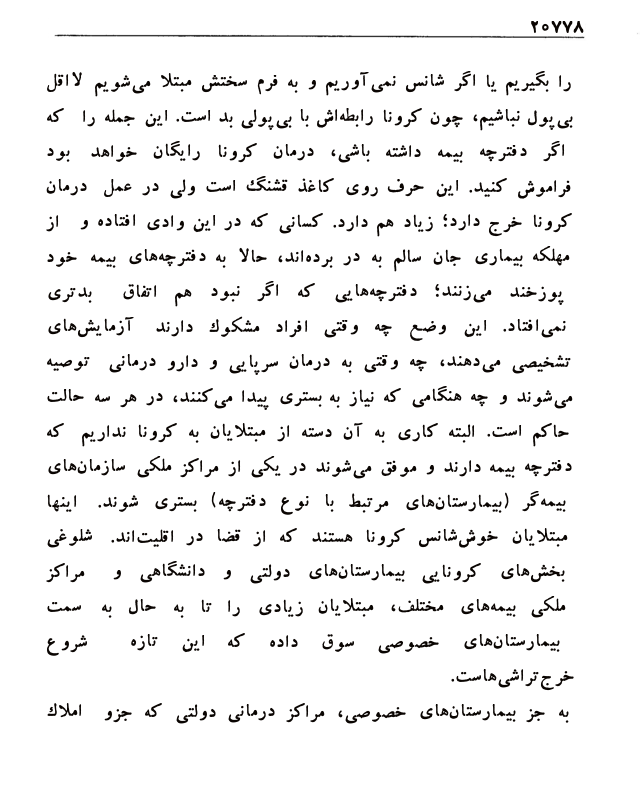 ۲۰۷۷۸
را بگیریم یا اگر شانس نمی‌آوریم و به فرم سختش مبتلا می‌شویم لااقل
بی‌پول نباشیم، چون کرونا رابطه‌اش با بی‌پولی بد است. این جمله را که
اگر دفترچه بیمه داشته باشی، درمان کرونا رایگان خواهد بود
فراموش کنید. این حرف روی کاغذ قشنگ است ولی در عمل درمان
کرونا خرج دارد؛ زیاد هم دارد. کسانی که در این وادی افتاده و از
مهلکه بیماری جان سالم به در برده‌اند، حالا به دفترچه‌های بیمه خود
پوزخند می‌زنند؛ دفترچه‌هایی که اگر نبود هم اتفاق بدتری
نمی‌افتاد. این وضع چه وقتی افراد مشکوک دارند آزمایش‌های
تشخیصی می‌دهند، چه وقتی به درمان سرپایی و دارو درمانی توصیه
می‌شوند و چه هنگامی که نیاز به بستری پیدا می‌کنند، در هر سه حالت
حاکم است. البته کاری به آن دسته از مبتلایان به کرونا نداریم که
دفترچه بیمه دارند و موفق می‌شوند در یکی از مراکز ملکی سازمان‌های
بیمه‌گر (بیمارستان‌های مرتبط با نوع دفترچه) بستری شوند. اینها
مبتلایان خوش‌شانس کرونا هستند که از قضا در اقلیت‌اند. شلوغی
بخش‌های کرونایی بیمارستان‌های دولتی و دانشگاهی و مراکز
ملکی بیمه‌های مختلف، مبتلایان زیادی را تا به حال به سمت
بیمارستان‌های خصوصی سوق داده که این تازه شروع
خرج‌تراشی‌هاست.
به جز بیمارستان‌های خصوصی، مراکز درمانی دولتی که جزو املاک